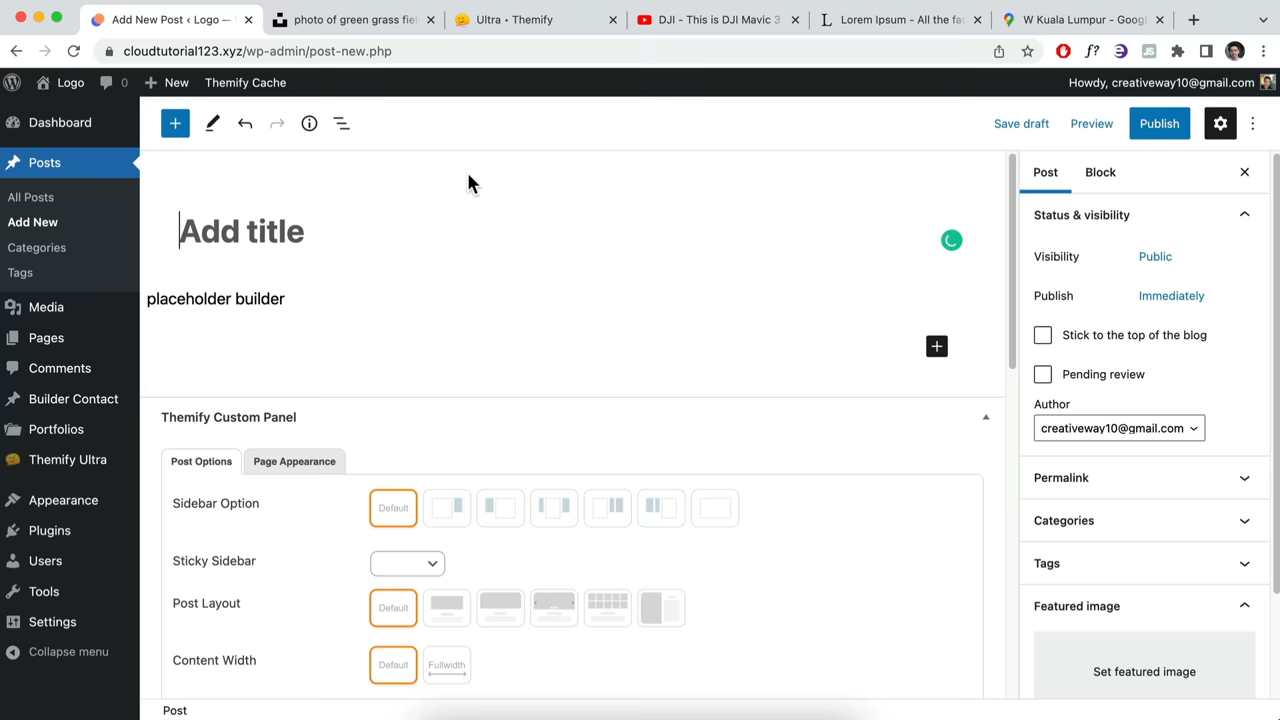 Add New Post ‹ Logo —
photo of green grass fie
Ultra • Themify
DJI - This is DJI Mavic 3
Lorem Ipsum - All the fac
W Kuala Lumpur - Googl
cloudtutorial123.xyz/wp-admin/post-new.php
Logo
0
New
Themify Cache
Howdy, creativeway10@gmail.com
Dashboard
Posts
All Posts
Add New
Categories
Tags
Media
Pages
Comments
Builder Contact
Portfolios
Themify Ultra
Appearance
Plugins
Users
Tools
Settings
Collapse menu
Save draft
Preview
Publish
Add title
placeholder builder
Themify Custom Panel
Post Options
Page Appearance
Sidebar Option
Default
Sticky Sidebar
Post Layout
Default
Content Width
Default
Fullwidth
Post
Post
Block
Status & visibility
Visibility
Public
Publish
Immediately
Stick to the top of the blog
Pending review
Author
creativeway10@gmail.com
Permalink
Categories
Tags
Featured image
Set featured image